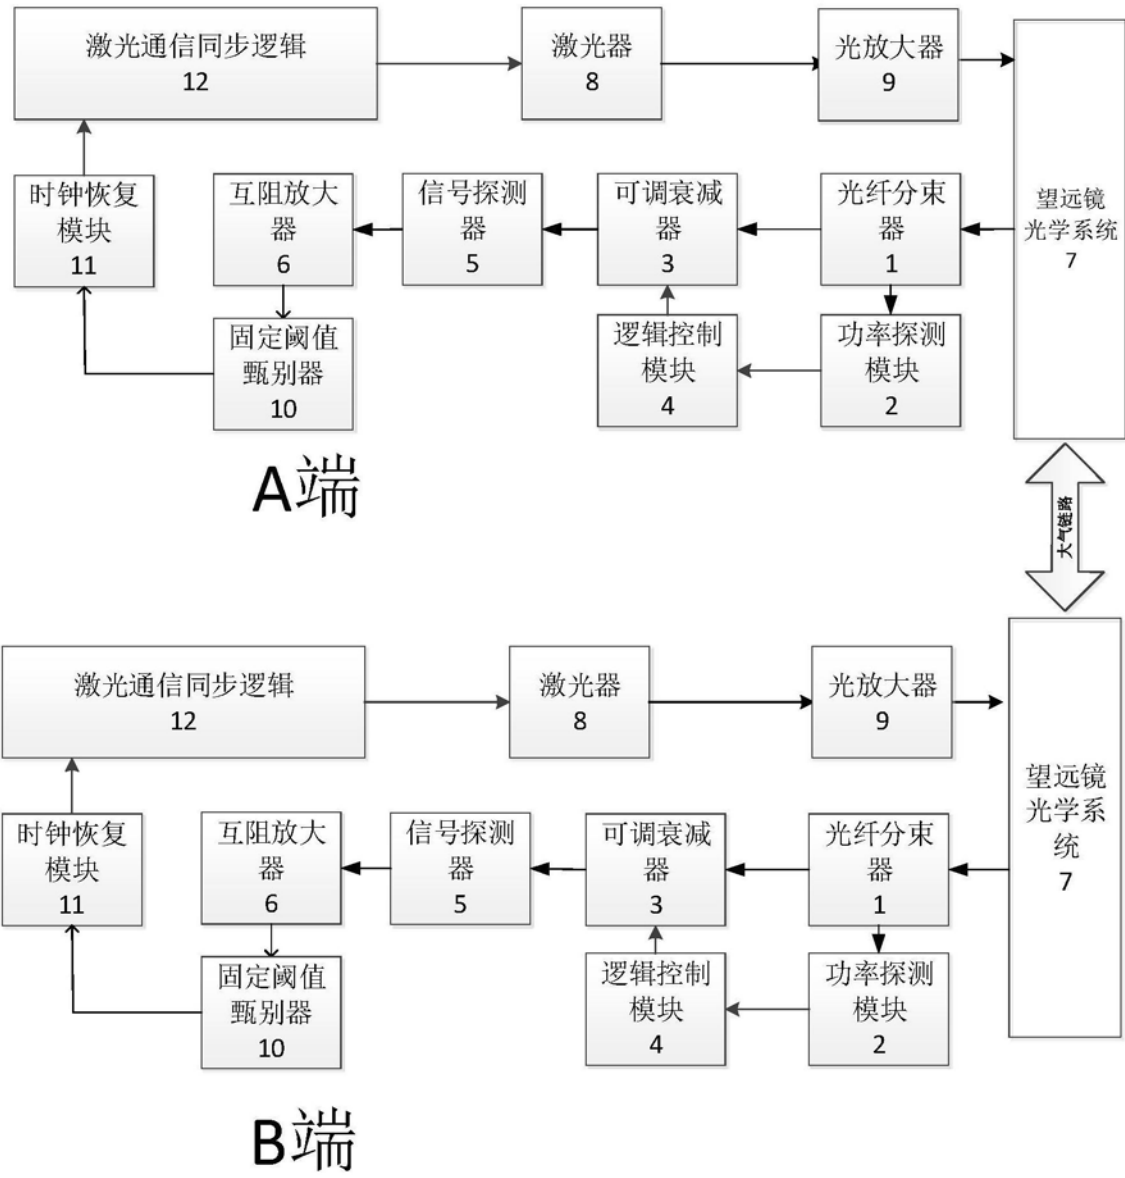 激光通信同步逻辑
12
激光器
8
光放大器
9
时钟恢复
模块
11
互阻放大
器
6
信号探测
器
5
可调衰减
器
3
光纤分束
器
1
望远镜
光学系统
7
固定阈值
甄别器
10
逻辑控制
模块
4
功率探测
模块
2
A端
大气链路
激光通信同步逻辑
12
激光器
8
光放大器
9
时钟恢复
模块
11
互阻放大
器
6
信号探测
器
5
可调衰减
器
3
光纤分束
器
1
望远镜
光学系
统
7
固定阈值
甄别器
10
逻辑控制
模块
4
功率探测
模块
2
B端